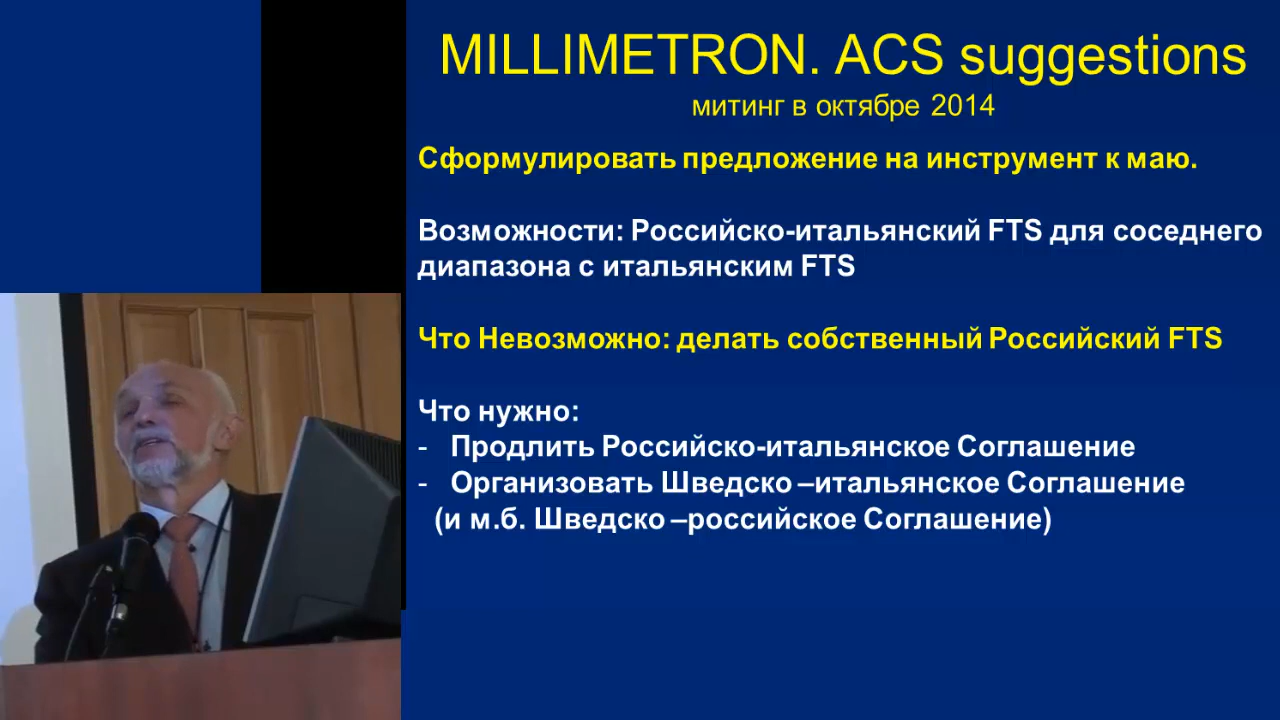 MILLIMETRON. ACS suggestions
митинг в октябре 2014
Сформулировать предложение на инструмент к маю.
Возможности: Российско-итальянский FTS для соседнего
диапазона с итальянским FTS
Что Невозможно: делать собственный Российский FTS
Что нужно:
- Продлить Российско-итальянское Соглашение
- Организовать Шведско –итальянское Соглашение
(и м.б. Шведско –российское Соглашение)